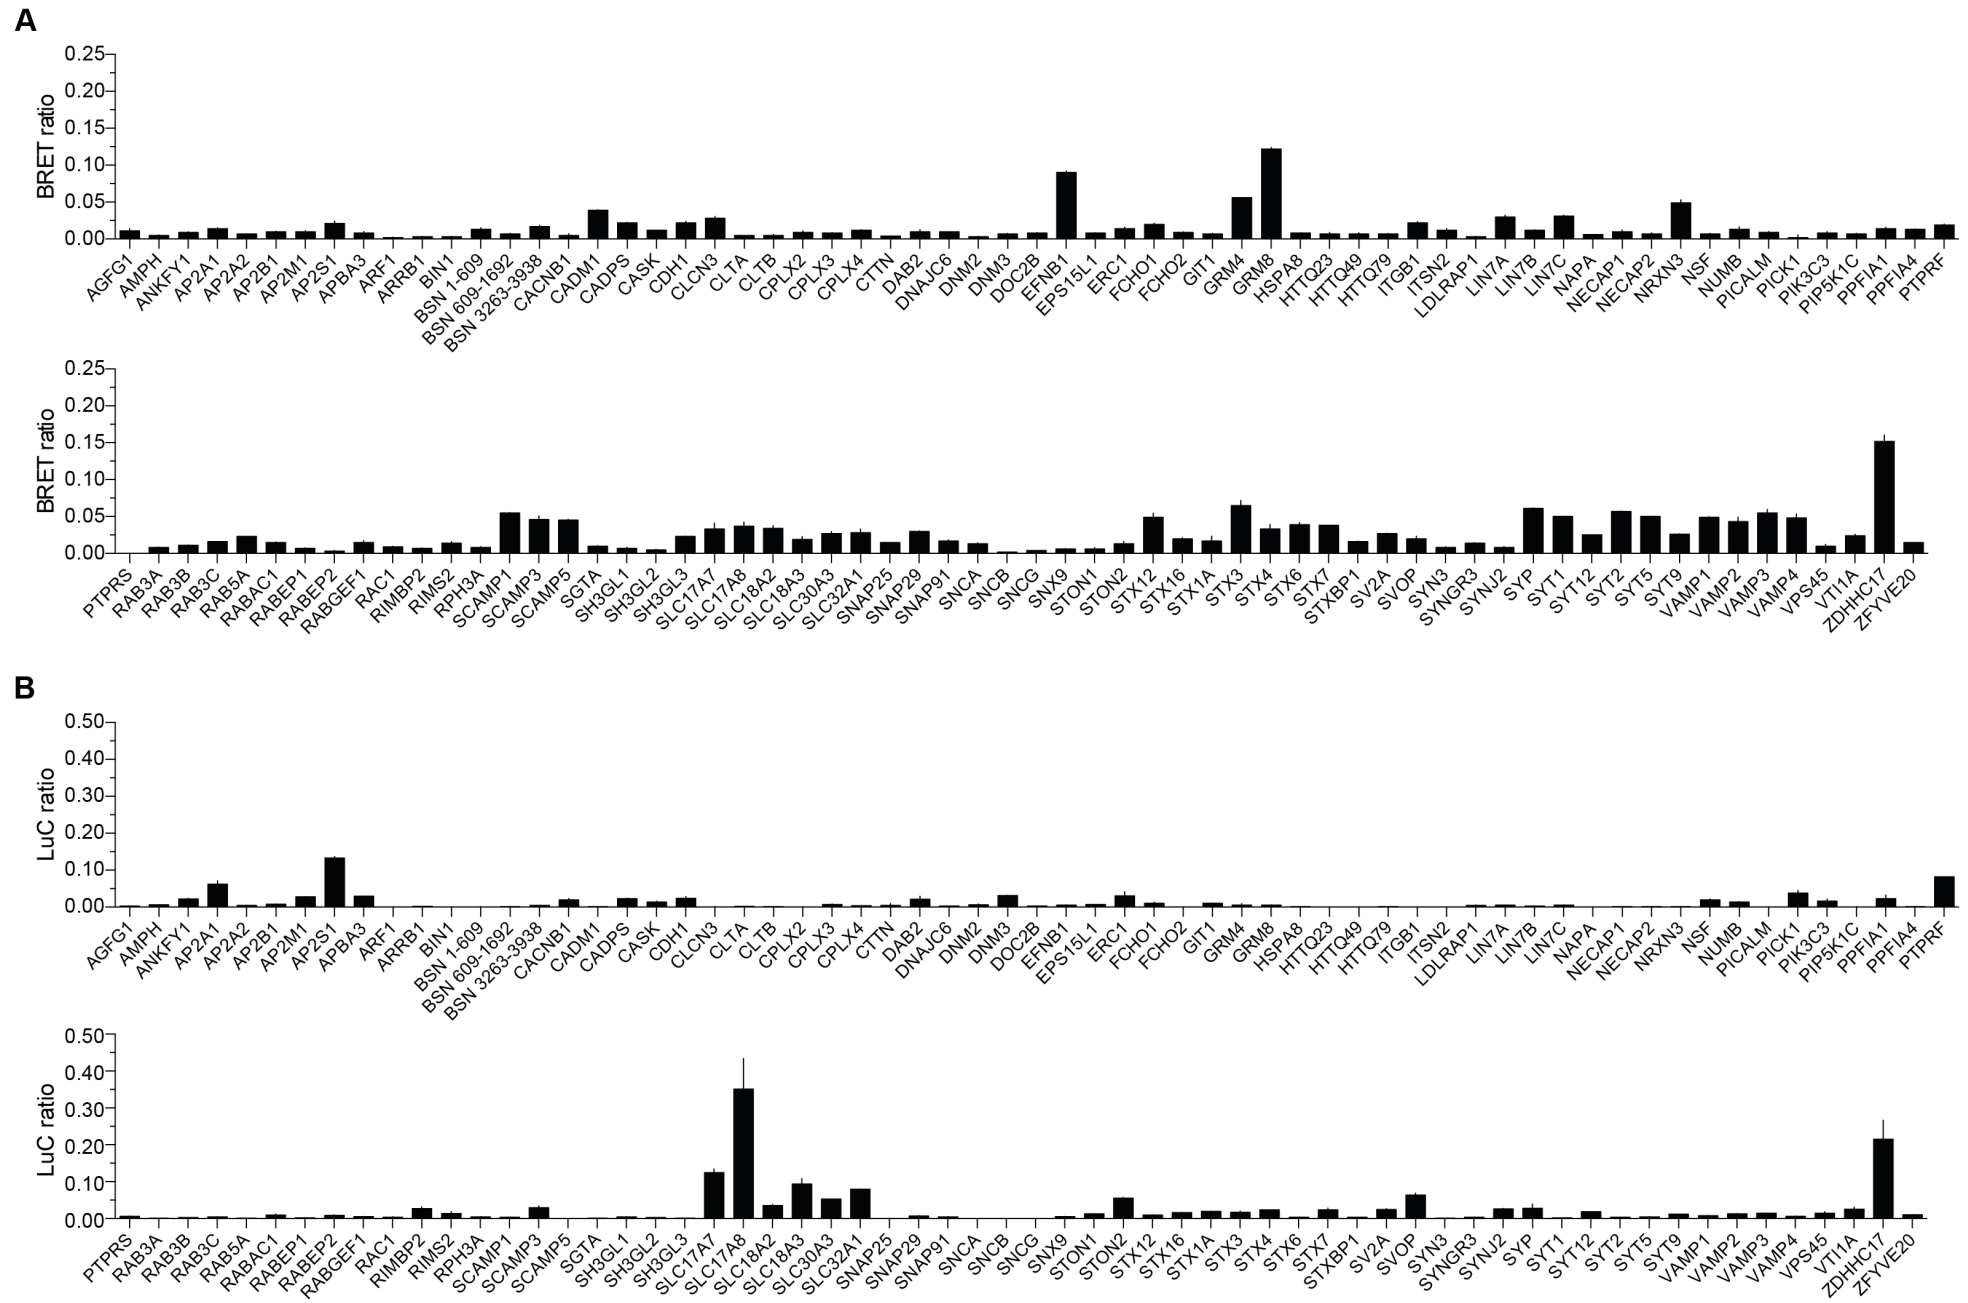 A
BRET ratio
0.25
0.20
0.15
0.10
0.05
0.00
AGFG1 AMPH ANKFY1 AP2A1 AP2A2 AP2B1 AP2M1 AP2S1 APBA3 ARF1 ARRB1 BIN1 BSN 1-609 BSN 609-1692 BSN 3263-3938 CACNB1 CADM1 CADPS CASK CDH1 CLCN3 CLTA CLTB CPLX2 CPLX3 CPLX4 CTTN DAB2 DNAJC6 DNM2 DNM3 DOC2B EFNB1 EPS15L1 ERC1 FCHO1 FCHO2 GIT1 GRM4 GRM8 HSPA8 HTTQ23 HTTQ49 HTTQ79 ITGB1 ITSN2 LDLRAP1 LIN7A LIN7B LIN7C NAPA NECAP1 NECAP2 NRXN3 NSF NUMB PICALM PICK1 PIK3C3 PIP5K1C PPFIA1 PPFIA4 PTPRF
BRET ratio
0.25
0.20
0.15
0.10
0.05
0.00
PTPRS RAB3A RAB3B RAB3C RAB5A RABAC1 RABEP1 RABEP2 RABGEF1 RAC1 RIMBP2 RIMS2 RPH3A SCAMP1 SCAMP3 SCAMP5 SGTA SH3GL1 SH3GL2 SH3GL3 SLC17A7 SLC17A8 SLC18A2 SLC18A3 SLC30A3 SLC32A1 SNAP25 SNAP29 SNAP91 SNCA SNCB SNCG SNX9 STON1 STON2 STX12 STX16 STX1A STX3 STX4 STX6 STX7 STXBP1 SV2A SVOP SYN3 SYNGR3 SYNJ2 SYP SYT1 SYT12 SYT2 SYT5 SYT9 VAMP1 VAMP2 VAMP3 VAMP4 VPS45 VTI1A ZDHHC17 ZFYVE20
B
LuC ratio
0.50
0.40
0.30
0.20
0.10
0.00
AGFG1 AMPH ANKFY1 AP2A1 AP2A2 AP2B1 AP2M1 AP2S1 APBA3 ARF1 ARRB1 BIN1 BSN 1-609 BSN 609-1692 BSN 3263-3938 CACNB1 CADM1 CADPS CASK CDH1 CLCN3 CLTA CLTB CPLX2 CPLX3 CPLX4 CTTN DAB2 DNAJC6 DNM2 DNM3 DOC2B EFNB1 EPS15L1 ERC1 FCHO1 FCHO2 GIT1 GRM4 GRM8 HSPA8 HTTQ23 HTTQ49 HTTQ79 ITGB1 ITSN2 LDLRAP1 LIN7A LIN7B LIN7C NAPA NECAP1 NECAP2 NRXN3 NSF NUMB PICALM PICK1 PIK3C3 PIP5K1C PPFIA1 PPFIA4 PTPRF
LuC ratio
0.50
0.40
0.30
0.20
0.10
0.00
PTPRS RAB3A RAB3B RAB3C RAB5A RABAC1 RABEP1 RABEP2 RABGEF1 RAC1 RIMBP2 RIMS2 RPH3A SCAMP1 SCAMP3 SCAMP5 SGTA SH3GL1 SH3GL2 SH3GL3 SLC17A7 SLC17A8 SLC18A2 SLC18A3 SLC30A3 SLC32A1 SNAP25 SNAP29 SNAP91 SNCA SNCB SNCG SNX9 STON1 STON2 STX12 STX16 STX1A STX3 STX4 STX6 STX7 STXBP1 SV2A SVOP SYN3 SYNGR3 SYNJ2 SYP SYT1 SYT12 SYT2 SYT5 SYT9 VAMP1 VAMP2 VAMP3 VAMP4 VPS45 VTI1A ZDHHC17 ZFYVE20